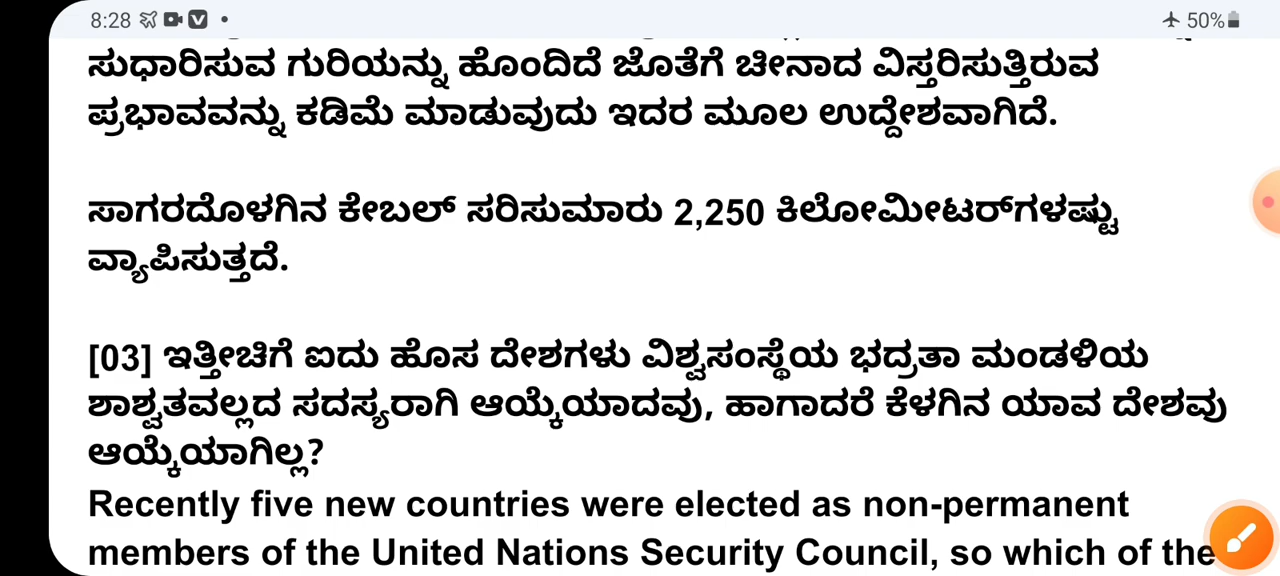 8:28
50%
ಸುಧಾರಿಸುವ ಗುರಿಯನ್ನು ಹೊಂದಿದೆ ಜೊತೆಗೆ ಚೀನಾದ ವಿಸ್ತರಿಸುತ್ತಿರುವ
ಪ್ರಭಾವವನ್ನು ಕಡಿಮೆ ಮಾಡುವುದು ಇದರ ಮೂಲ ಉದ್ದೇಶವಾಗಿದೆ.
ಸಾಗರದೊಳಗಿನ ಕೇಬಲ್ ಸರಿಸುಮಾರು 2,250 ಕಿಲೋಮೀಟರ್‌ಗಳಷ್ಟು
ವ್ಯಾಪಿಸುತ್ತದೆ.
[03] ಇತ್ತೀಚಿಗೆ ಐದು ಹೊಸ ದೇಶಗಳು ವಿಶ್ವಸಂಸ್ಥೆಯ ಭದ್ರತಾ ಮಂಡಳಿಯ
ಶಾಶ್ವತವಲ್ಲದ ಸದಸ್ಯರಾಗಿ ಆಯ್ಕೆಯಾದವು, ಹಾಗಾದರೆ ಕೆಳಗಿನ ಯಾವ ದೇಶವು
ಆಯ್ಕೆಯಾಗಿಲ್ಲ?
Recently five new countries were elected as non-permanent
members of the United Nations Security Council, so which of the